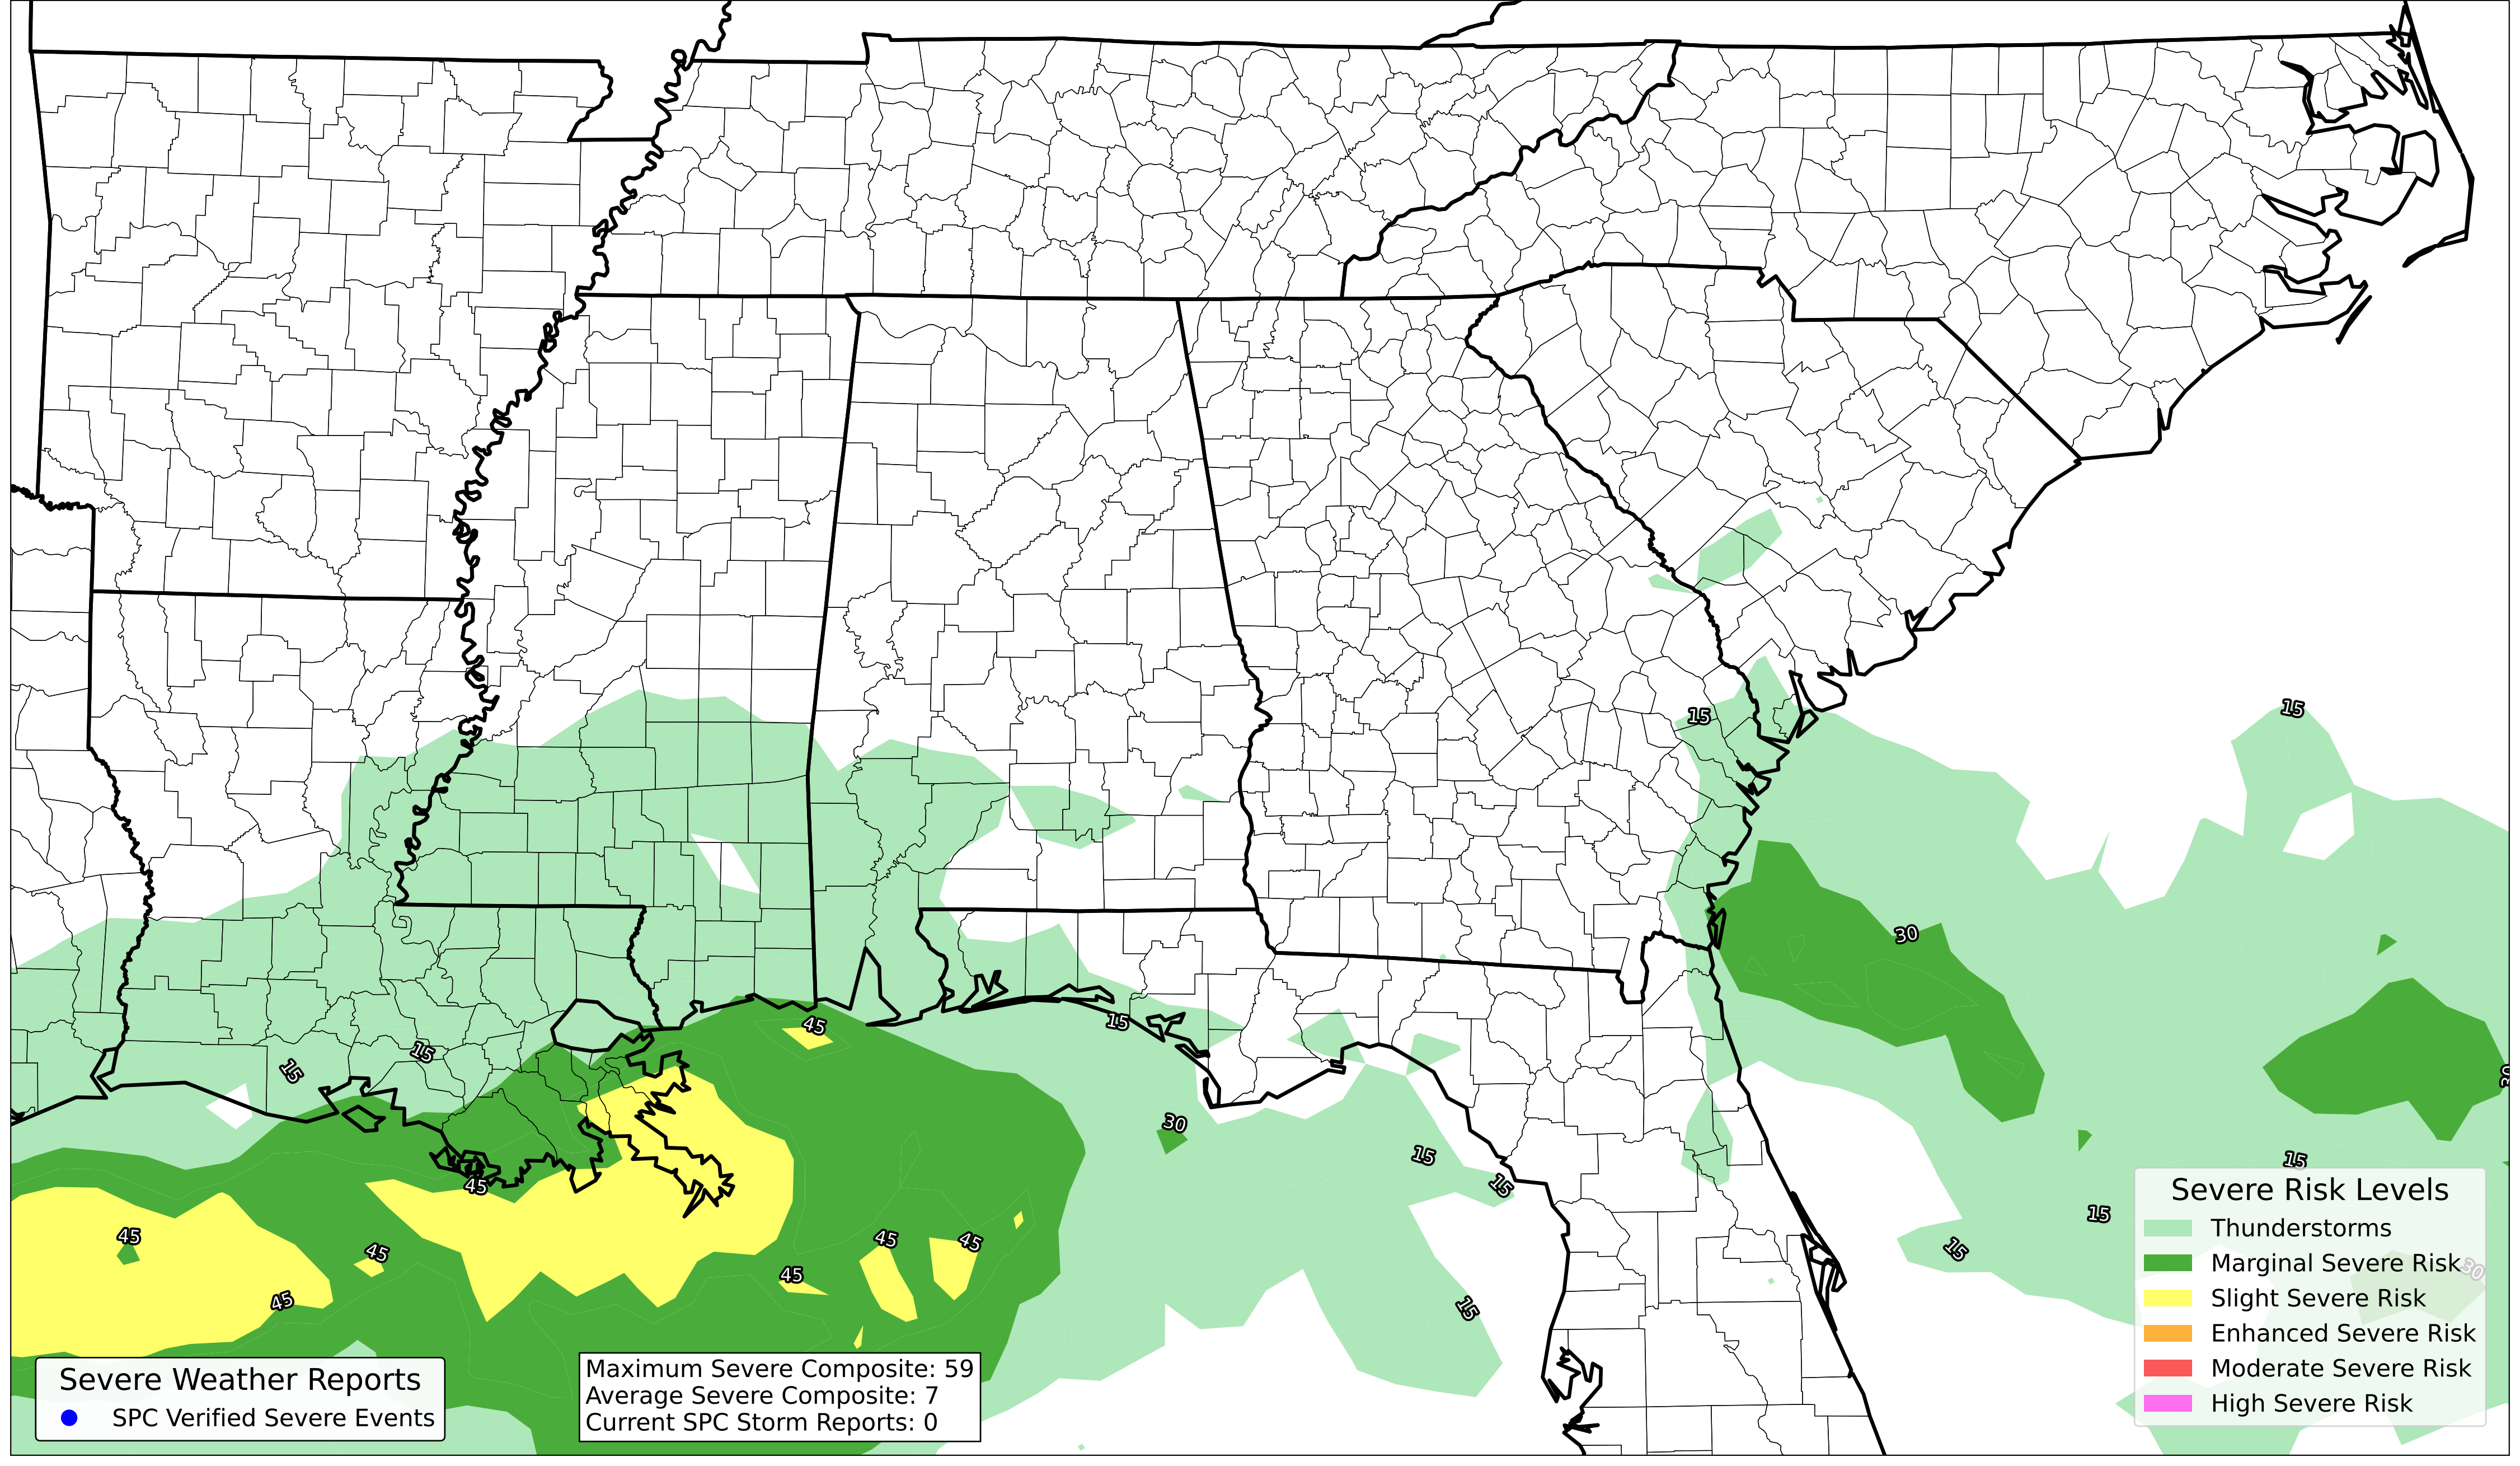 15
15
30
15
15
45
15
15
30
30
15
15
45
15
15
45
45
45
45
15
45
45
15
Severe Risk Levels
Thunderstorms
Marginal Severe Risk
30
Slight Severe Risk
Enhanced Severe Risk
Moderate Severe Risk
High Severe Risk
Severe Weather Reports
SPC Verified Severe Events
Maximum Severe Composite: 59
Average Severe Composite: 7
Current SPC Storm Reports: 0